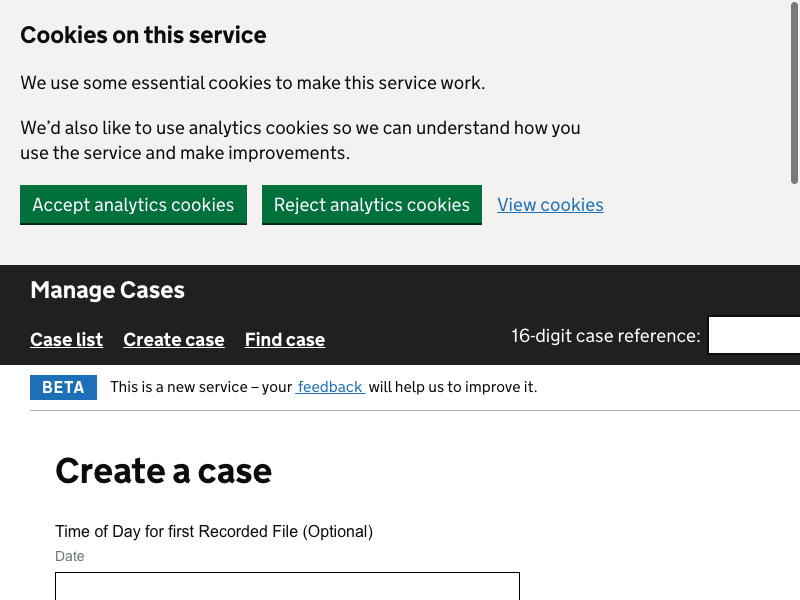 Cookies on this service
We use some essential cookies to make this service work.
We’d also like to use analytics cookies so we can understand how you
use the service and make improvements.
Accept analytics cookies
Reject analytics cookies
View cookies
Manage Cases
Case list
Create case
Find case
16-digit case reference:
BETA
This is a new service – your feedback will help us to improve it.
Create a case
Time of Day for first Recorded File (Optional)
Date